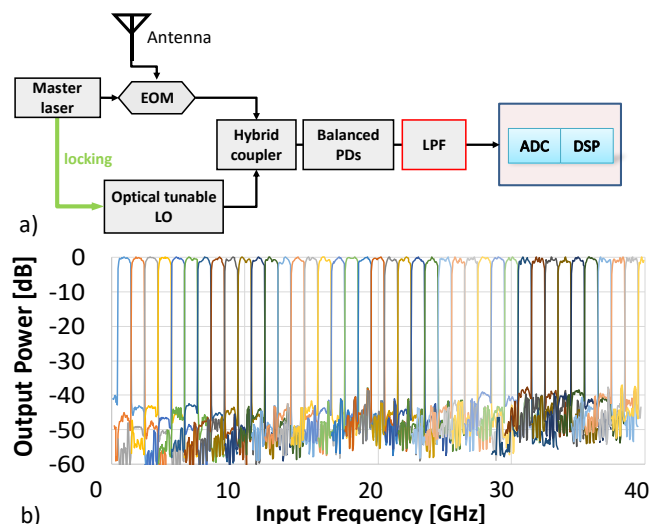 Antenna
Master
laser
EOM
locking
Hybrid
coupler
Balanced
PDs
LPF
ADC
DSP
Optical tunable
LO
a)
Output Power [dB]
0
-10
-20
-30
-40
-50
-60
0
10
20
30
40
Input Frequency [GHz]
b)